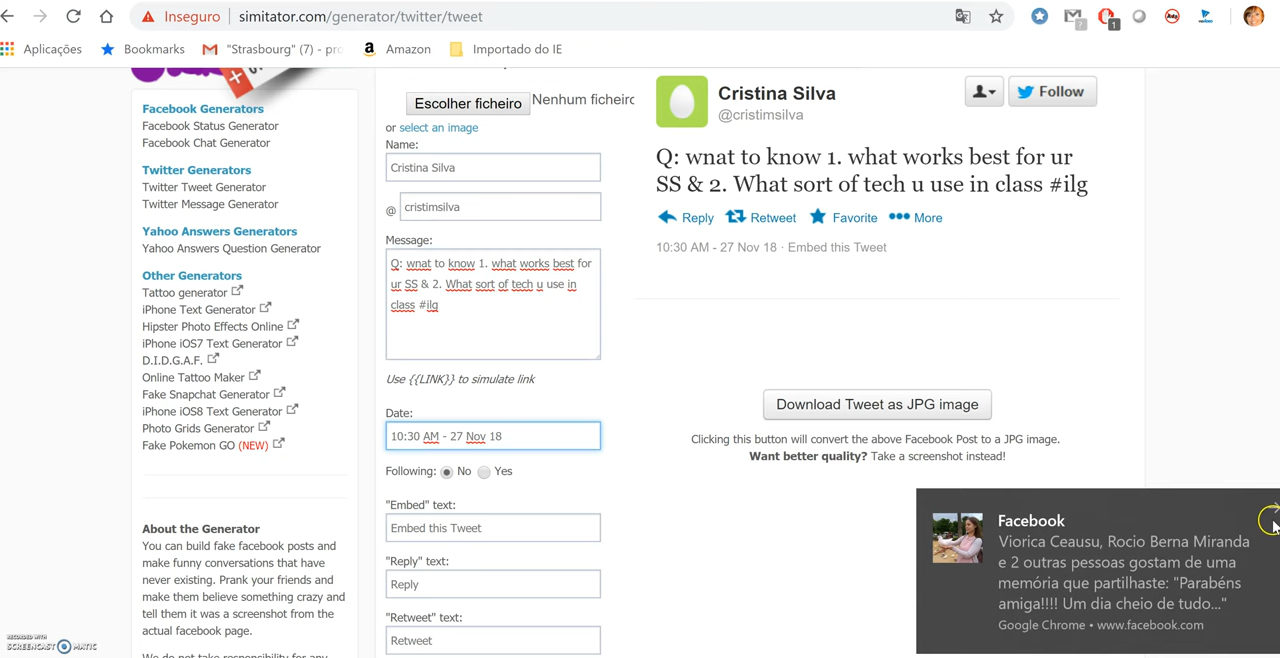 Inseguro simitator.com/generator/twitter/tweet
Aplicações Bookmarks "Strasbourg" (7) - pro Amazon Importado do IE
Facebook Generators
Facebook Status Generator
Facebook Chat Generator
Twitter Generators
Twitter Tweet Generator
Twitter Message Generator
Yahoo Answers Generators
Yahoo Answers Question Generator
Other Generators
Tattoo generator
iPhone Text Generator
Hipster Photo Effects Online
iPhone iOS7 Text Generator
D.I.D.G.A.F.
Online Tattoo Maker
Fake Snapchat Generator
iPhone iOS8 Text Generator
Photo Grids Generator
Fake Pokemon GO (NEW)
About the Generator
You can build fake facebook posts and
make funny conversations that have
never existing. Prank your friends and
make them believe something crazy and
tell them it was a screenshot from the
actual facebook page.
We do not take responsibility for any
Escolher ficheiro Nenhum ficheiro
or select an image
Name:
Cristina Silva
@ cristimsilva
Message:
Q: wnat to know 1. what works best for
ur SS & 2. What sort of tech u use in
class #ilg
Use {{LINK}} to simulate link
Date:
10:30 AM - 27 Nov 18
Following: No Yes
"Embed" text:
Embed this Tweet
"Reply" text:
Reply
"Retweet" text:
Retweet
Cristina Silva
@cristimsilva
Follow
Q: wnat to know 1. what works best for ur
SS & 2. What sort of tech u use in class #ilg
Reply Retweet Favorite More
10:30 AM - 27 Nov 18 · Embed this Tweet
Download Tweet as JPG image
Clicking this button will convert the above Facebook Post to a JPG image.
Want better quality? Take a screenshot instead!
Facebook
Viorica Ceausu, Rocio Berna Miranda
e 2 outras pessoas gostam de uma
memória que partilhaste: "Parabéns
amiga!!!! Um dia cheio de tudo..."
Google Chrome • www.facebook.com
RECORDED WITH
SCREENCAST MATIC